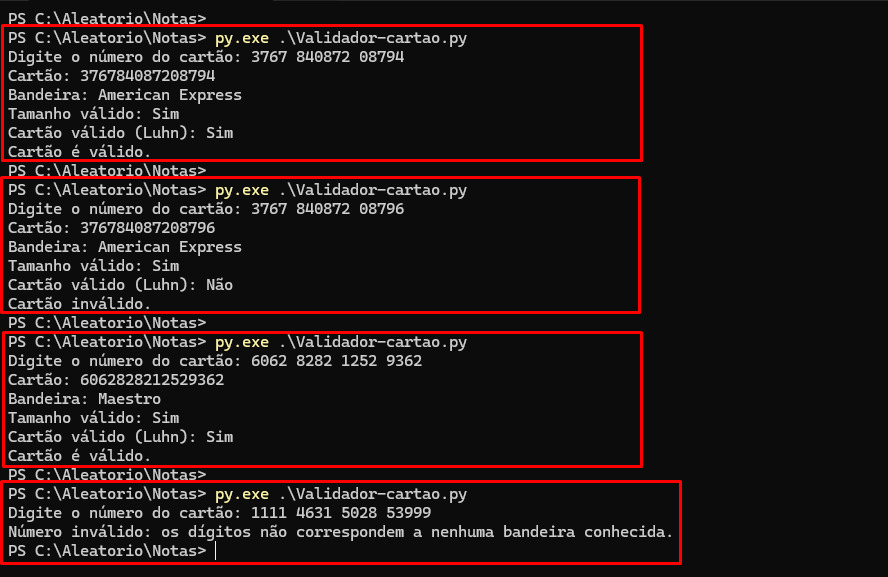 PS C:\Aleatorio\Notas>
PS C:\Aleatorio\Notas> py.exe .\Validador-cartao.py
Digite o número do cartão: 3767 840872 08794
Cartão: 376784087208794
Bandeira: American Express
Tamanho válido: Sim
Cartão válido (Luhn): Sim
Cartão é válido.
PS C:\Aleatorio\Notas>
PS C:\Aleatorio\Notas> py.exe .\Validador-cartao.py
Digite o número do cartão: 3767 840872 08796
Cartão: 376784087208796
Bandeira: American Express
Tamanho válido: Sim
Cartão válido (Luhn): Não
Cartão inválido.
PS C:\Aleatorio\Notas>
PS C:\Aleatorio\Notas> py.exe .\Validador-cartao.py
Digite o número do cartão: 6062 8282 1252 9362
Cartão: 6062828212529362
Bandeira: Maestro
Tamanho válido: Sim
Cartão válido (Luhn): Sim
Cartão é válido.
PS C:\Aleatorio\Notas>
PS C:\Aleatorio\Notas> py.exe .\Validador-cartao.py
Digite o número do cartão: 1111 4631 5028 53999
Número inválido: os dígitos não correspondem a nenhuma bandeira conhecida.
PS C:\Aleatorio\Notas>